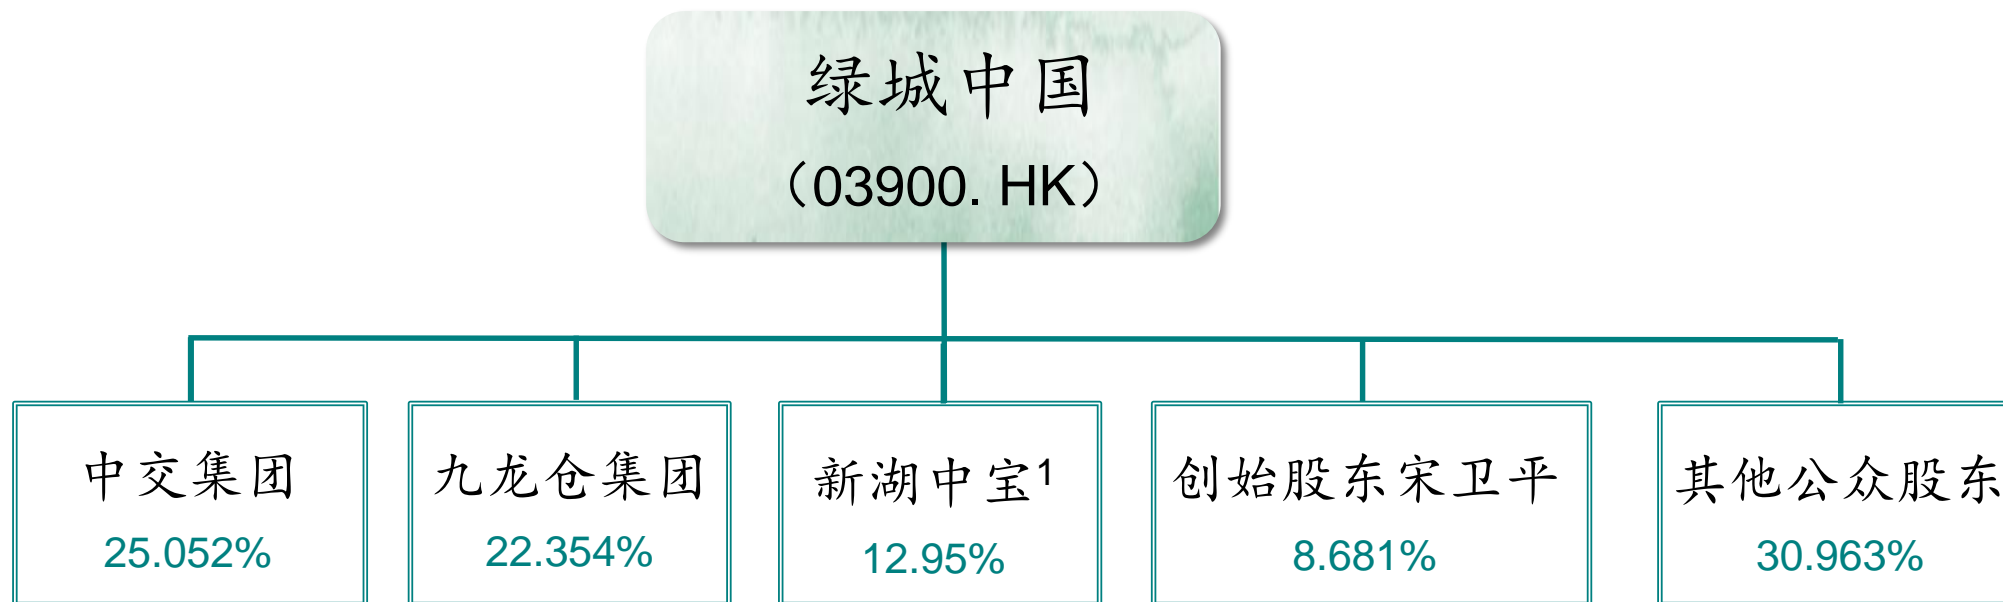 绿城中国
（03900. HK）
中交集团
25.052%
九龙仓集团
22.354%
新湖中宝1
12.95%
创始股东宋卫平
8.681%
其他公众股东
30.963%